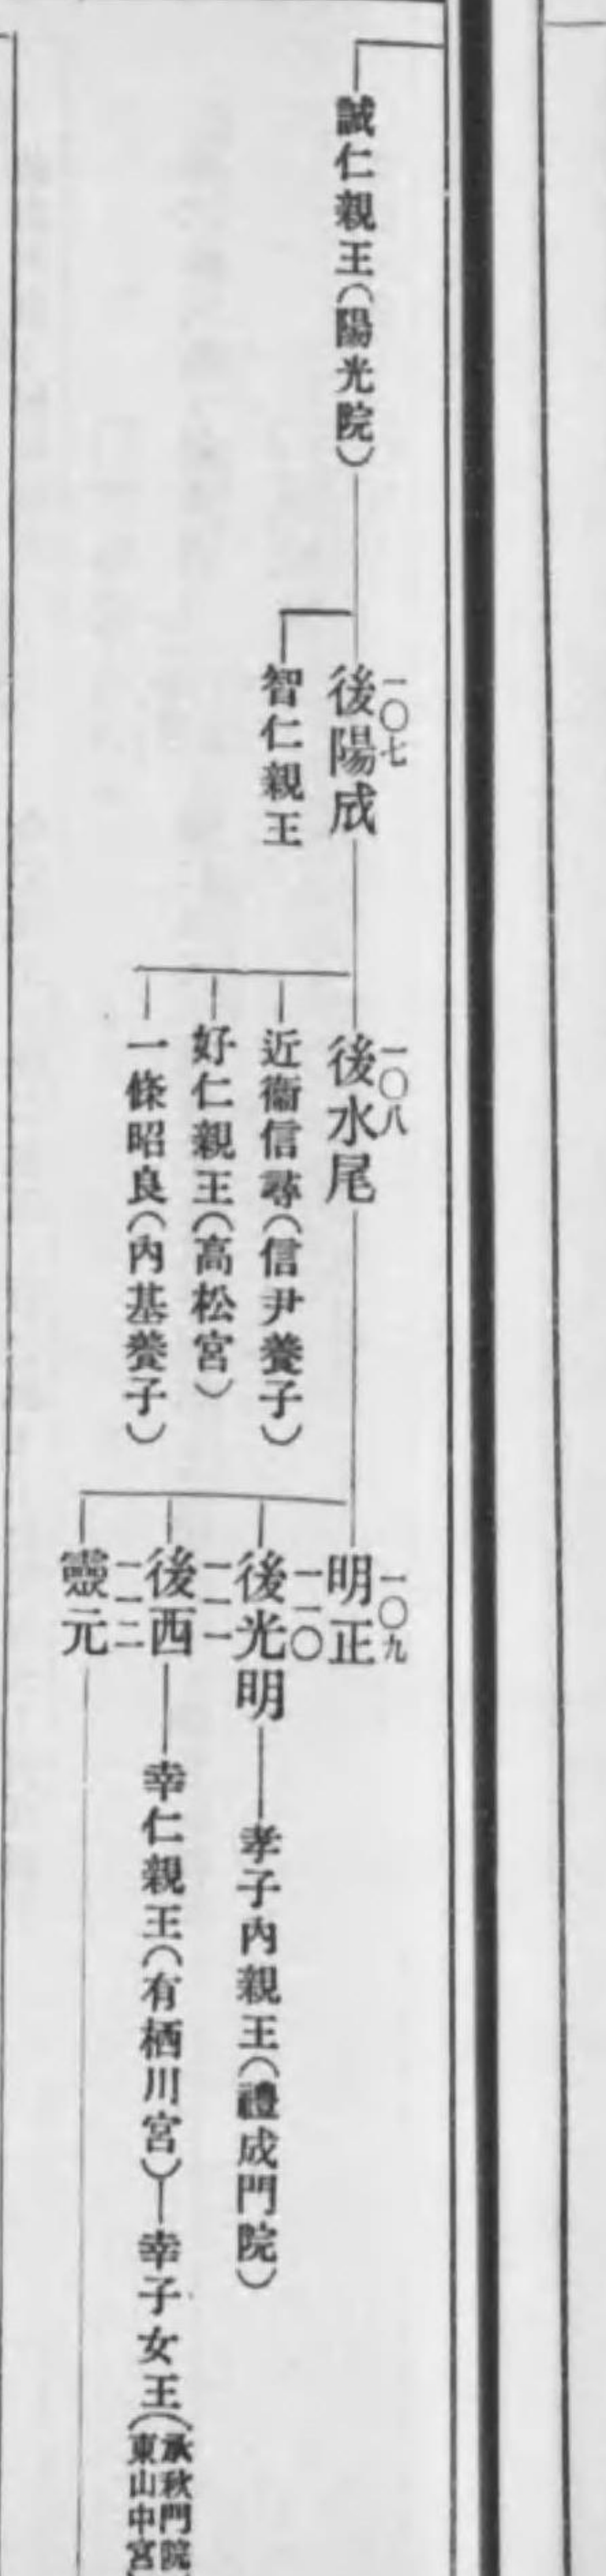 誠仁親王(陽光院)
一〇七
後陽成
智仁親王
一〇八
後水尾
近衞信尋(信尹養子)
好仁親王(高松宮)
一條昭良(內基養子)
一〇九
明正
一一〇
後光明
孝子內親王(禮成門院)
一一一
後西
幸仁親王(有栖川宮)
幸子女王(承秋門院
東山中宮
一一二
靈元